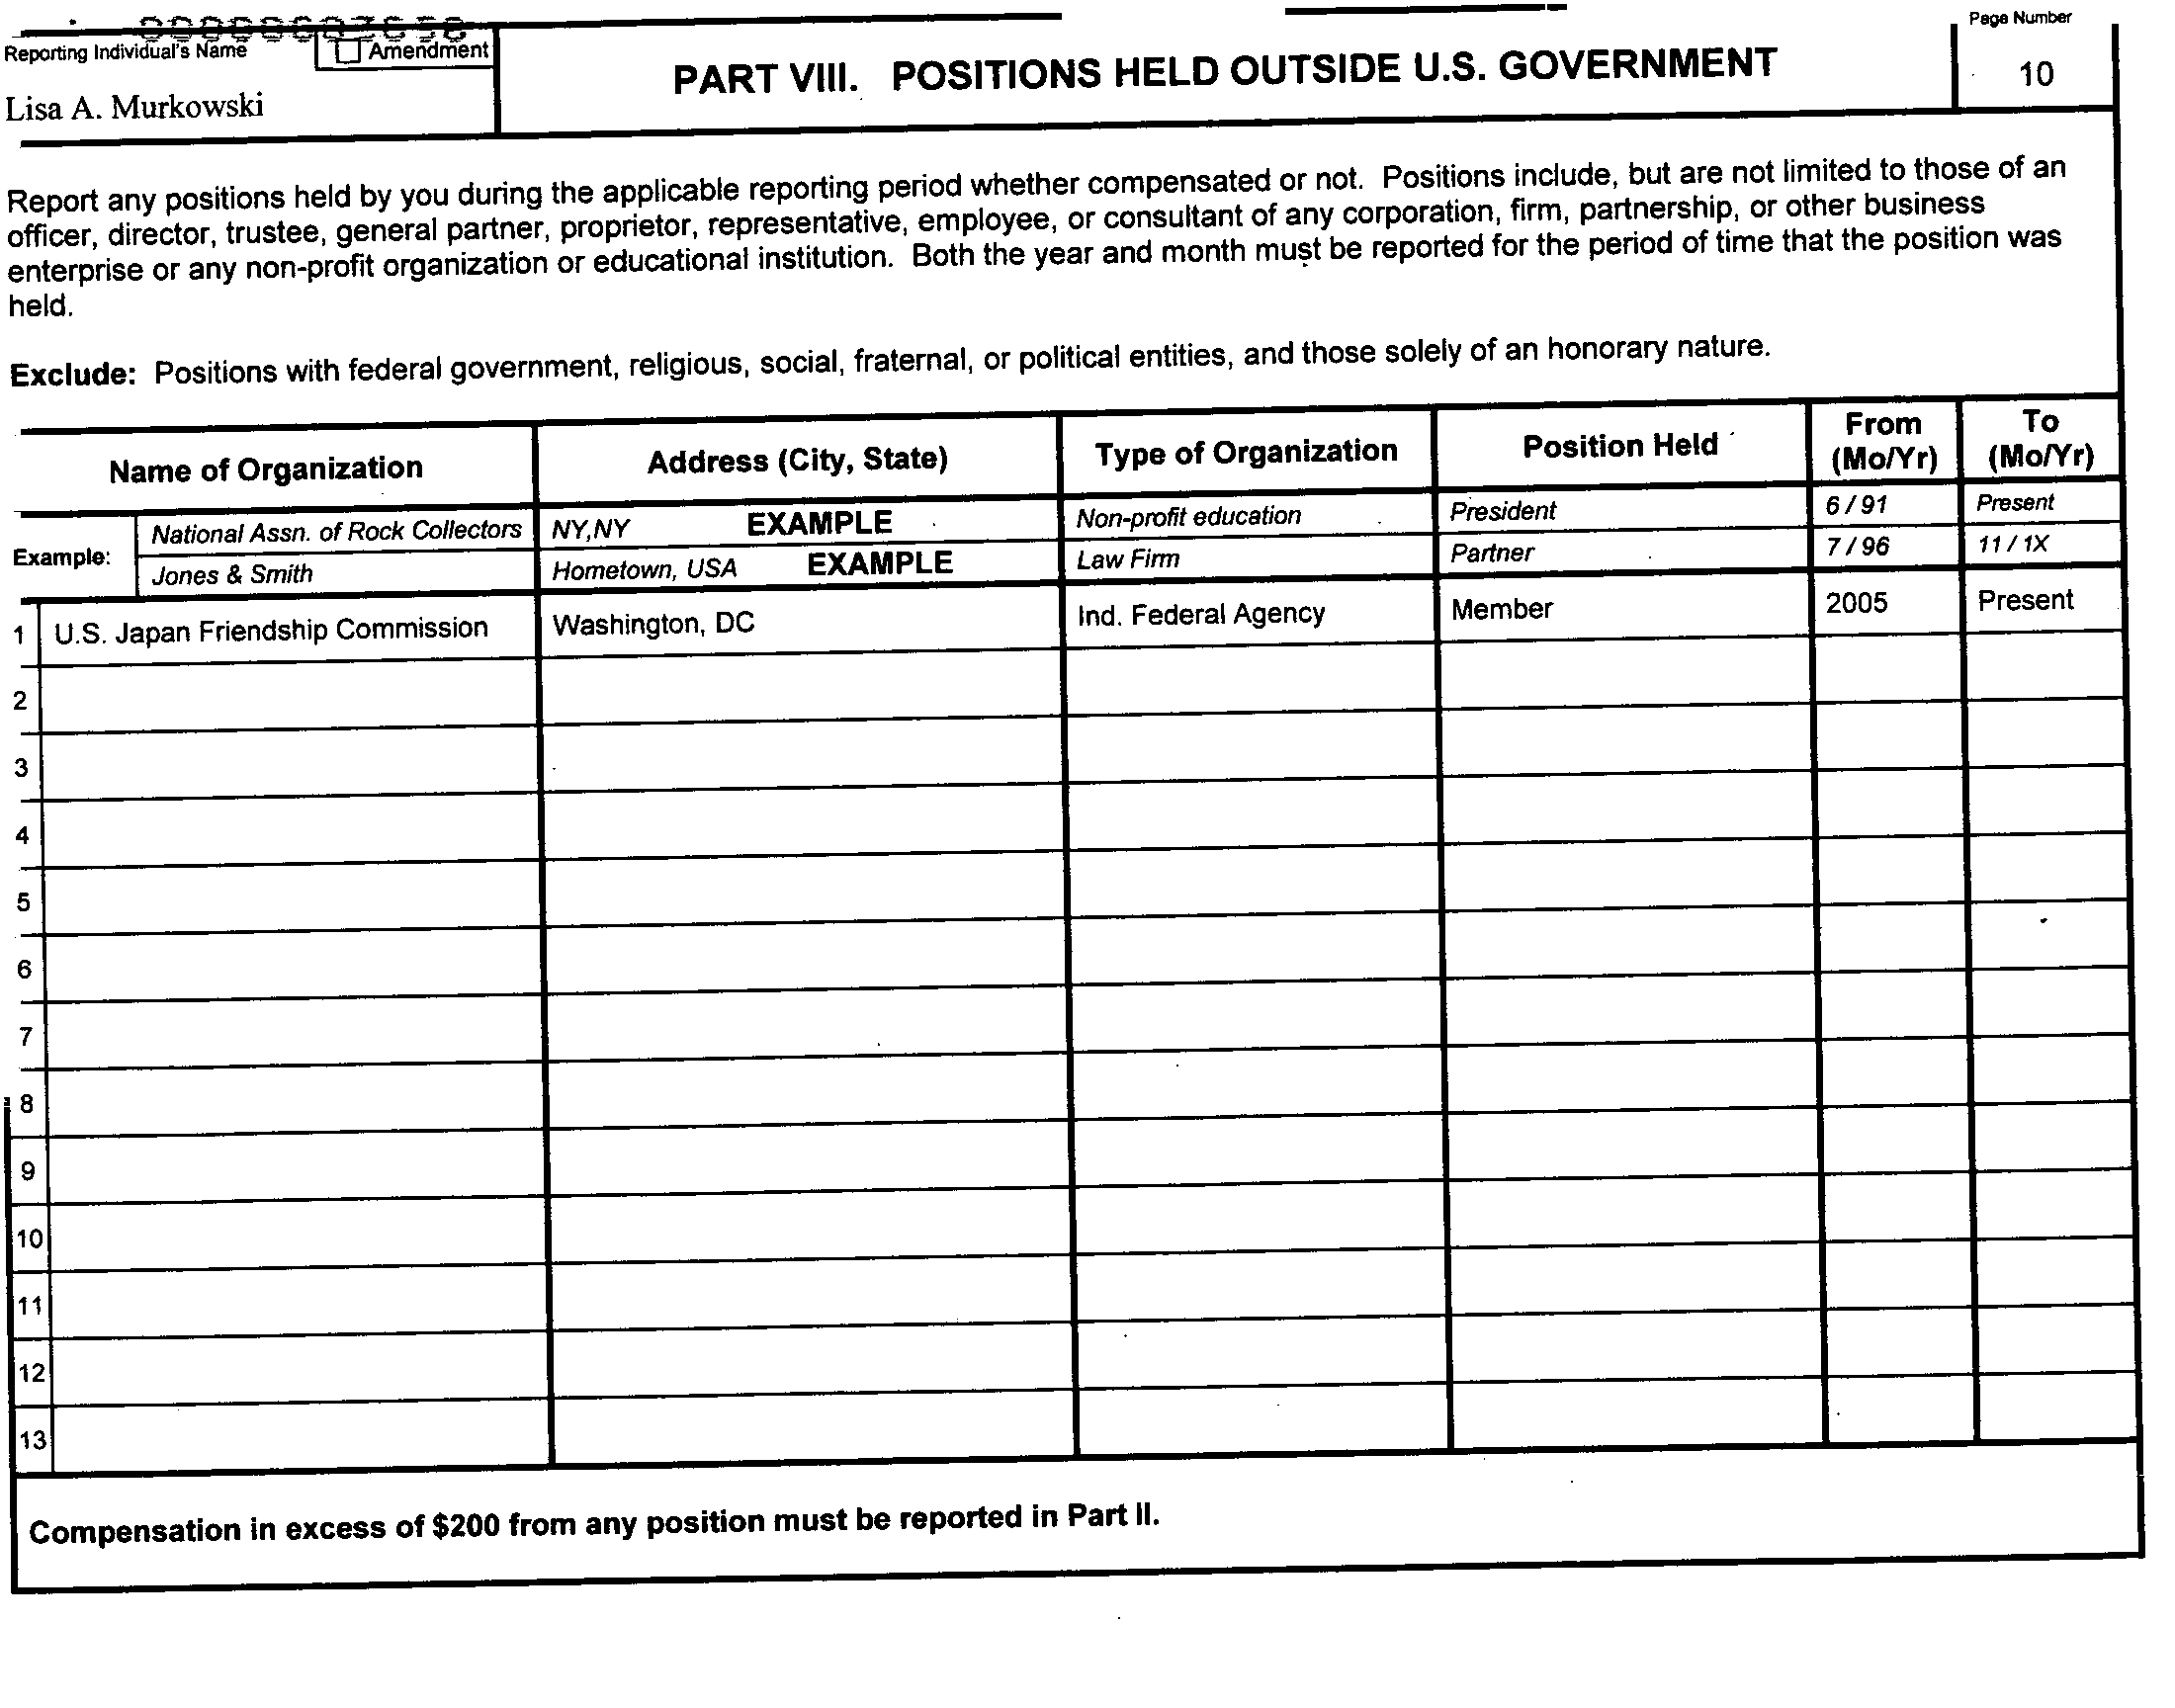 Reporting Individual's Name
Amendment
Lisa A. Murkowski
PART VIII. POSITIONS HELD OUTSIDE U.S. GOVERNMENT
Page Number
10
Report any positions held by you during the applicable reporting period whether compensated or not. Positions include, but are not limited to those of an
officer, director, trustee, general partner, proprietor, representative, employee, or consultant of any corporation, firm, partnership, or other business
enterprise or any non-profit organization or educational institution. Both the year and month must be reported for the period of time that the position was
held.
Exclude: Positions with federal government, religious, social, fraternal, or political entities, and those solely of an honorary nature.
Name of Organization Address (City, State) Type of Organization Position Held From (Mo/Yr) To (Mo/Yr)
Example: National Assn. of Rock Collectors NY,NY EXAMPLE Non-profit education President 6 / 91 Present
Jones & Smith Hometown, USA EXAMPLE Law Firm Partner 7 / 96 11 / 1X
1 U.S. Japan Friendship Commission Washington, DC Ind. Federal Agency Member 2005 Present
2
3
4
5
6
7
8
9
10
11
12
13
Compensation in excess of $200 from any position must be reported in Part II.